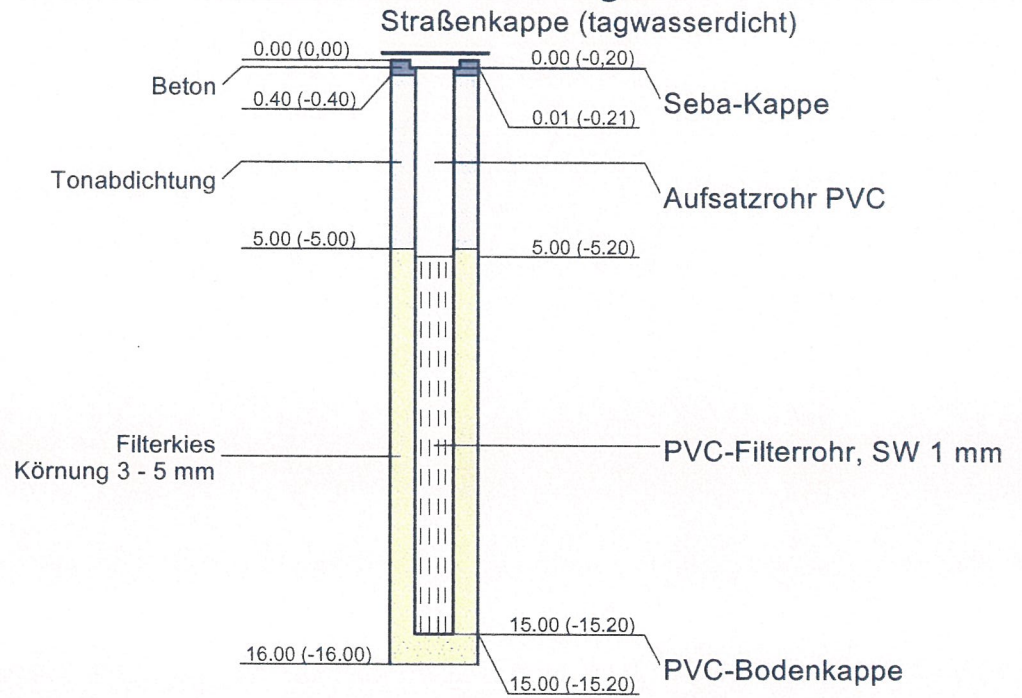 Straßenkappe (tagwasserdicht)
0.00 (0,00)
0.00 (-0,20)
Beton
Seba-Kappe
0.40 (-0.40)
0.01 (-0.21)
Tonabdichtung
Aufsatzrohr PVC
5.00 (-5.00)
5.00 (-5.20)
Filterkies
Körnung 3 - 5 mm
PVC-Filterrohr, SW 1 mm
15.00 (-15.20)
16.00 (-16.00)
PVC-Bodenkappe
15.00 (-15.20)